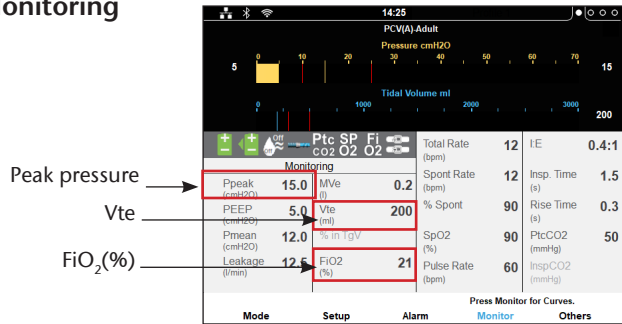 onitoring
14:25
PCV(A)-Adult
Pressure cmH2O
0 10 20 30 40 50 60 70
5 15
Tidal Volume ml
0 1000 2000 3000
200
Off Ptc CO2 SP O2 Fi O2
Off
Monitoring
Ppeak (cmH2O) 15.0
PEEP (cmH2O) 5.0
Pmean (cmH2O) 12.0
Leakage (l/min) 12.5
MVe (l) 0.2
Vte (ml) 200
% in TgV
FiO2 (%) 21
Total Rate (bpm) 12
Spont Rate (bpm) 12
% Spont 90
SpO2 (%) 90
Pulse Rate (bpm) 60
I:E 0.4:1
Insp. Time (s) 1.5
Rise Time (s) 0.3
PtcCO2 (mmHg) 50
InspCO2 (mmHg)
Press Monitor for Curves.
Mode Setup Alarm Monitor Others
Peak pressure
Vte
FiO2(%)